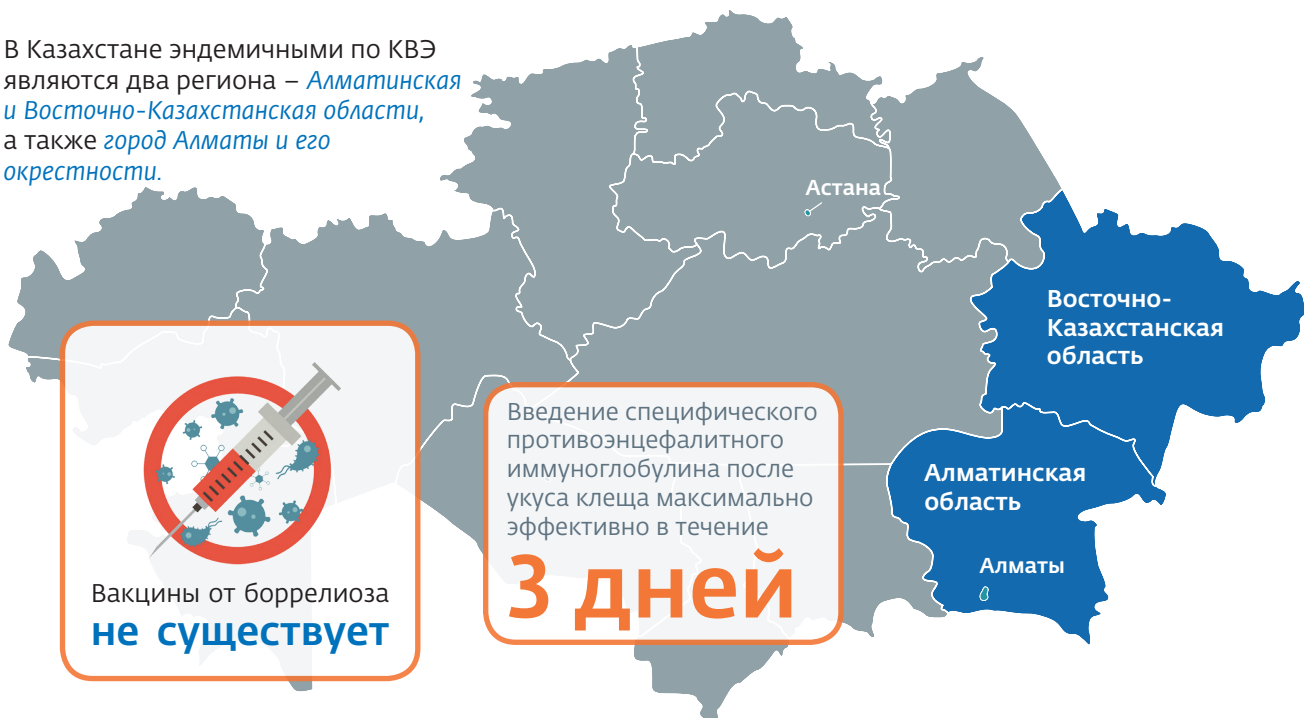 В Казахстане эндемичными по КВЭ
являются два региона – Алматинская
и Восточно-Казахстанская области,
а также город Алматы и его
окрестности.
Астана
Восточно-
Казахстанская
область
Алматинская
область
Алматы
Вакцины от боррелиоза
не существует
Введение специфического
противоэнцефалитного
иммуноглобулина после
укуса клеща максимально
эффективно в течение
3 дней